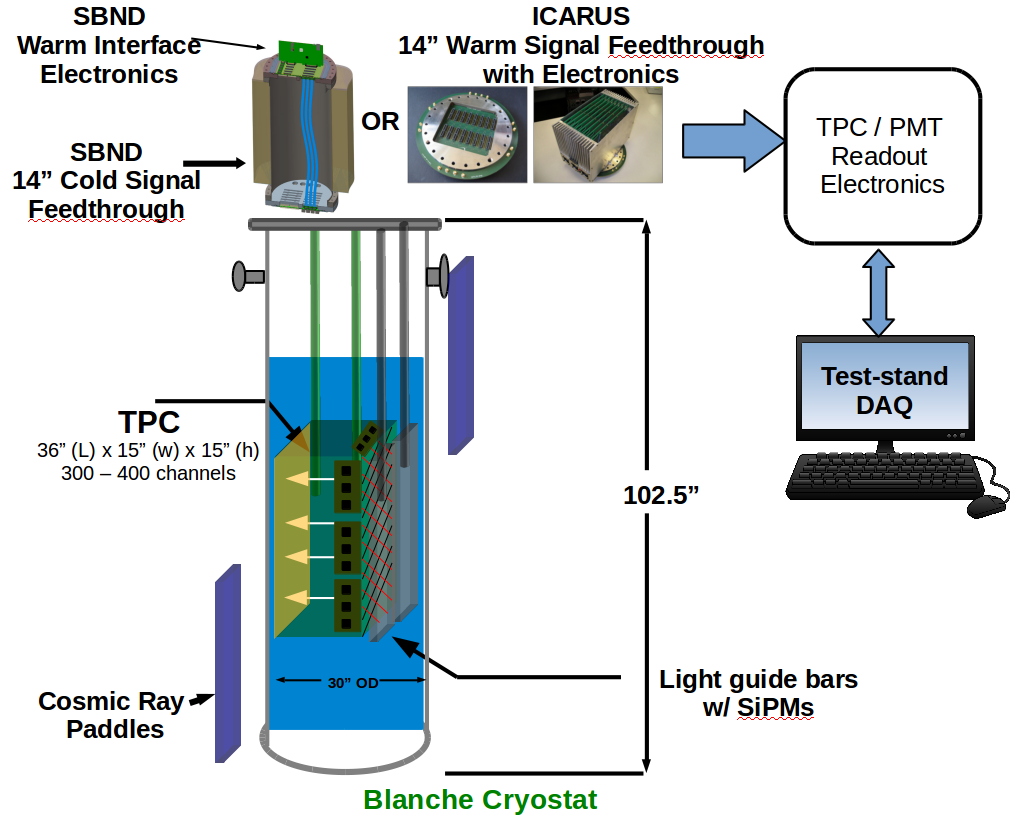 SBND
Warm Interface
Electronics
ICARUS
14” Warm Signal Feedthrough
with Electronics
OR
SBND
14” Cold Signal
Feedthrough
TPC / PMT
Readout
Electronics
Test-stand
DAQ
TPC
36” (L) x 15” (w) x 15” (h)
300 – 400 channels
102.5”
30” OD
Cosmic Ray
Paddles
Light guide bars
w/ SiPMs
Blanche Cryostat